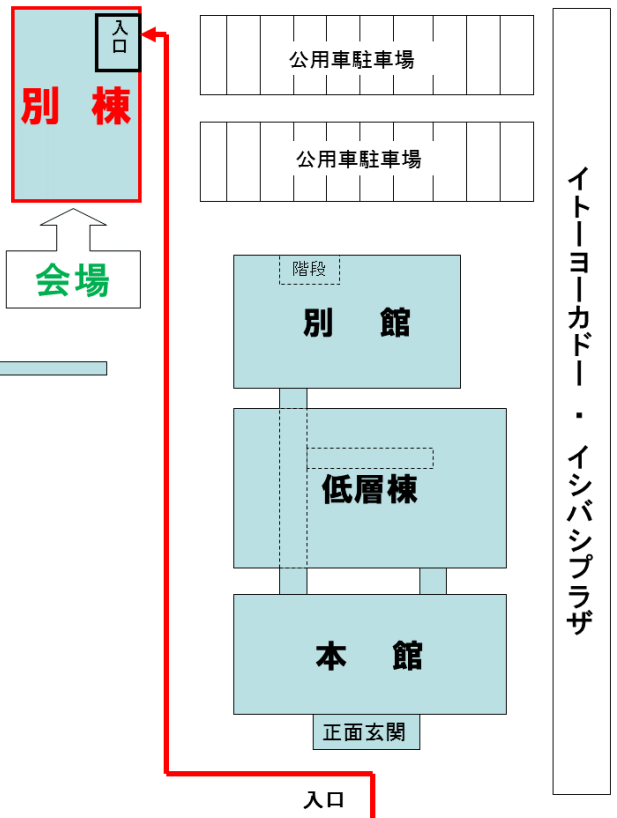 入口
別 棟
会場
公用車駐車場
公用車駐車場
階段
別 館
低層棟
本 館
正面玄関
入口
イトーヨーカドー・イシバシプラザ